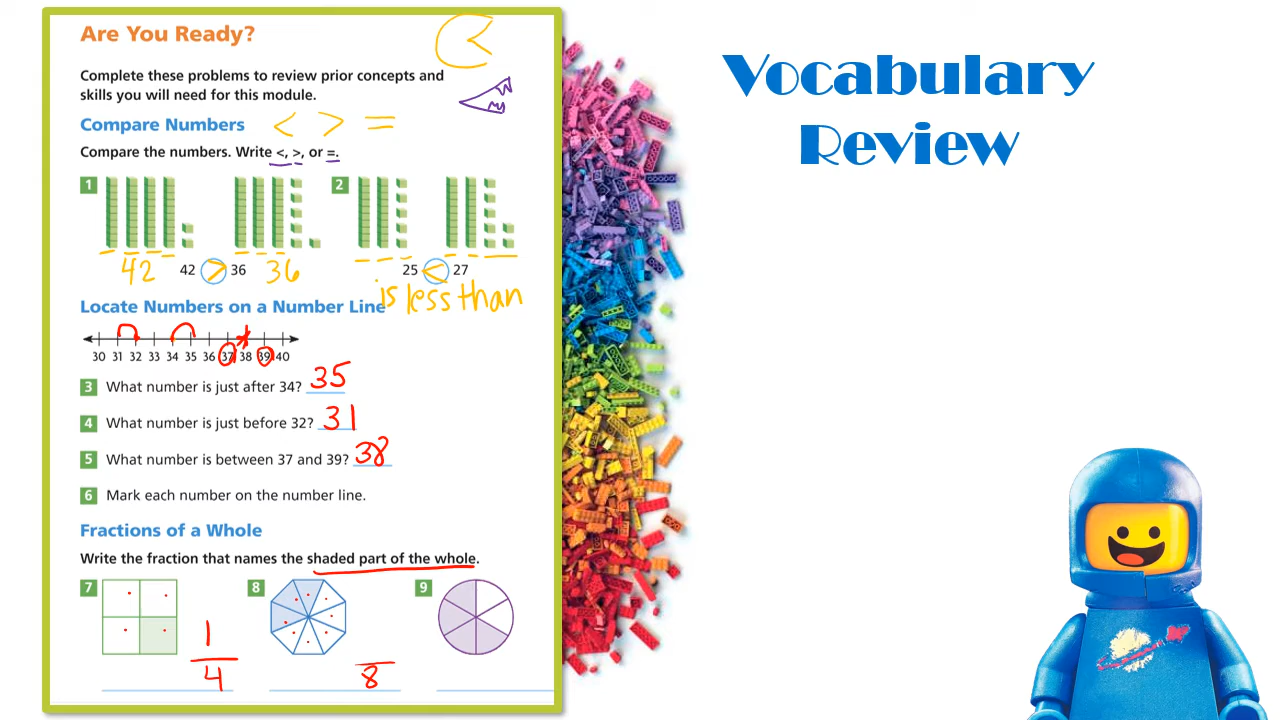 Are You Ready?
Complete these problems to review prior concepts and
skills you will need for this module.
Compare Numbers < > =
Compare the numbers. Write <, >, or =.
1
2
42 42 > 36 36
25 < 27
is less than
Locate Numbers on a Number Line
30 31 32 33 34 35 36 37 38 39 40
3 What number is just after 34? 35
4 What number is just before 32? 31
5 What number is between 37 and 39? 38
6 Mark each number on the number line.
Fractions of a Whole
Write the fraction that names the shaded part of the whole.
7 8 9
1
4 8
Vocabulary
Review